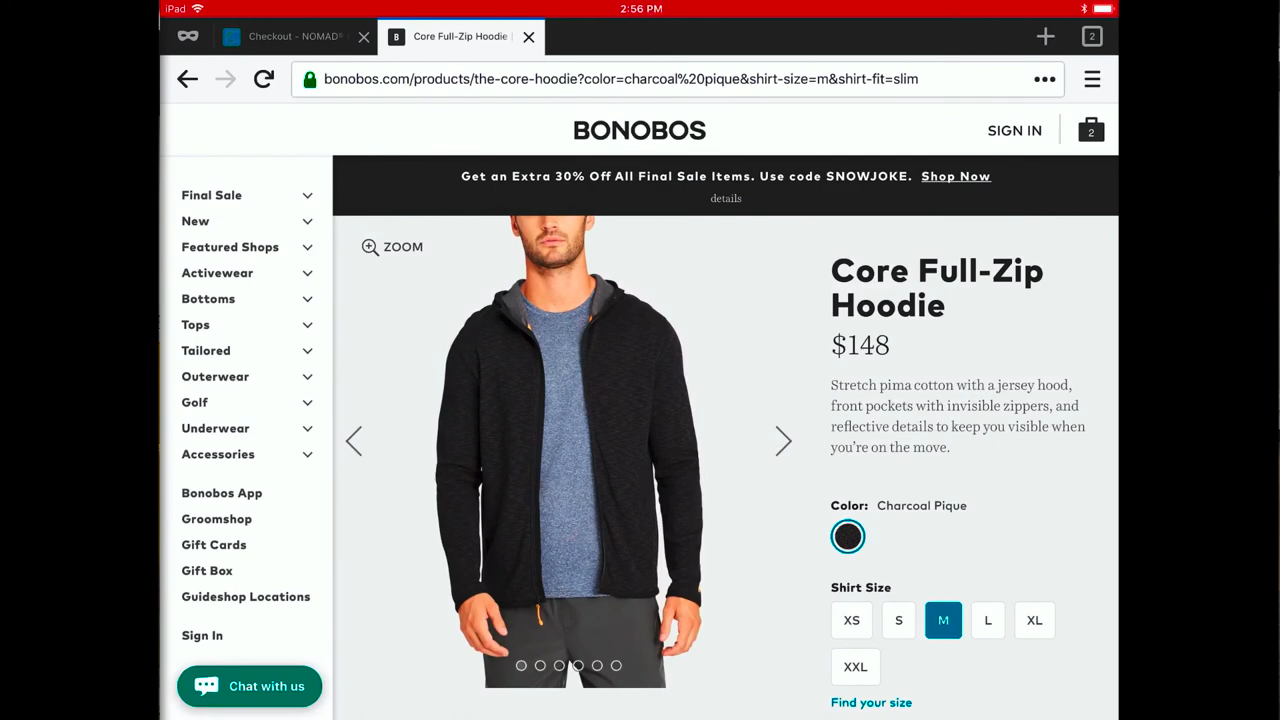 iPad 2:56 PM
Checkout - NOMAD® B Core Full-Zip Hoodie 2
bonobos.com/products/the-core-hoodie?color=charcoal%20pique&shirt-size=m&shirt-fit=slim
BONOBOS
SIGN IN
2
Get an Extra 30% Off All Final Sale Items. Use code SNOWJOKE. Shop Now
details
Final Sale
New
Featured Shops
Activewear
Bottoms
Tops
Tailored
Outerwear
Golf
Underwear
Accessories
Bonobos App
Groomshop
Gift Cards
Gift Box
Guideshop Locations
Sign In
Chat with us
ZOOM
Core Full-Zip
Hoodie
$148
Stretch pima cotton with a jersey hood,
front pockets with invisible zippers, and
reflective details to keep you visible when
you’re on the move.
Color: Charcoal Pique
Shirt Size
XS S M L XL
XXL
Find your size